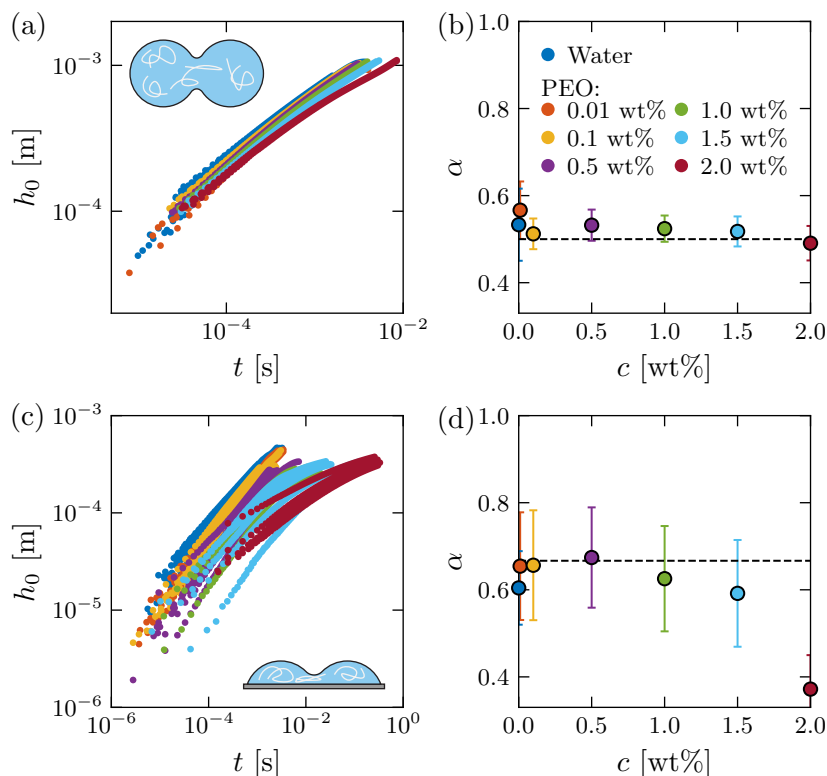 (a)
10⁻³
10⁻⁴
h₀ [m]
10⁻⁴
10⁻²
t [s]
(b)
1.0
0.8
0.6
0.4
α
Water
PEO:
0.01 wt% 1.0 wt%
0.1 wt% 1.5 wt%
0.5 wt% 2.0 wt%
0.0 0.5 1.0 1.5 2.0
c [wt%]
(c)
10⁻³
10⁻⁴
10⁻⁵
10⁻⁶
h₀ [m]
10⁻⁶ 10⁻⁴ 10⁻² 10⁰
t [s]
(d)
1.0
0.8
0.6
0.4
α
0.0 0.5 1.0 1.5 2.0
c [wt%]